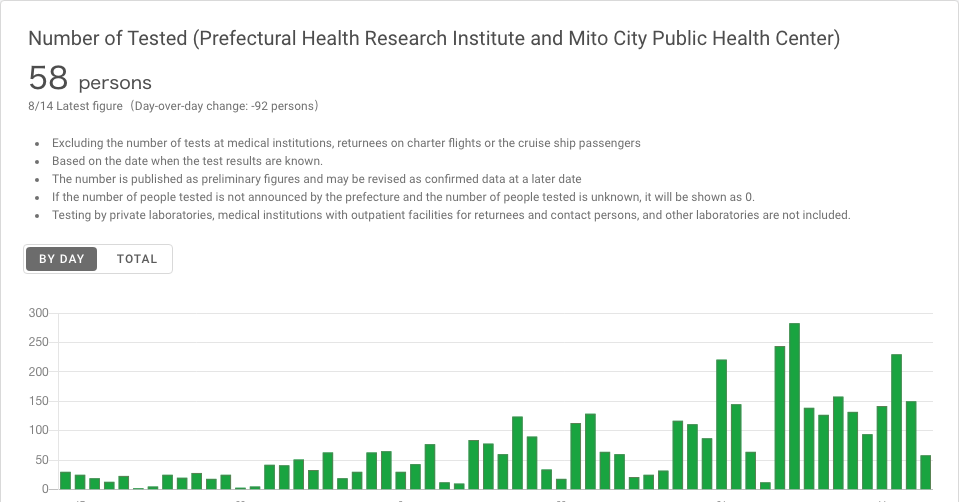 Number of Tested (Prefectural Health Research Institute and Mito City Public Health Center)
58 persons
8/14 Latest figure（Day-over-day change: -92 persons）
• Excluding the number of tests at medical institutions, returnees on charter flights or the cruise ship passengers
• Based on the date when the test results are known.
• The number is published as preliminary figures and may be revised as confirmed data at a later date
• If the number of people tested is not announced by the prefecture and the number of people tested is unknown, it will be shown as 0.
• Testing by private laboratories, medical institutions with outpatient facilities for returnees and contact persons, and other laboratories are not included.
BY DAY TOTAL
300
250
200
150
100
50
0